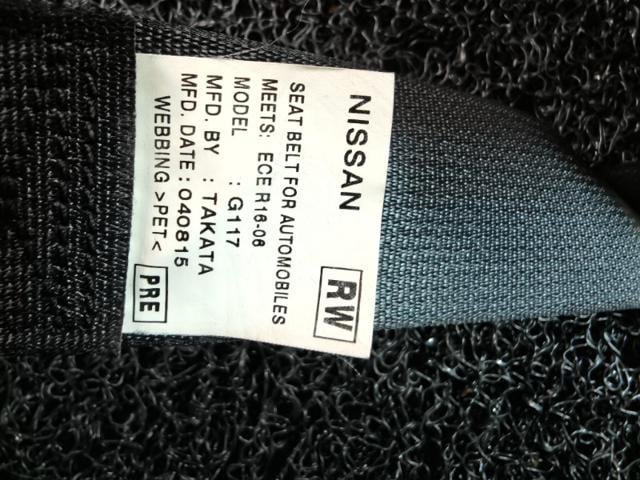 NISSAN RW
SEAT BELT FOR AUTOMOBILES
MEETS: ECE R16-06
MODEL : G117
MFD. BY : TAKATA
MFD. DATE : 040815
WEBBING >PET< PRE